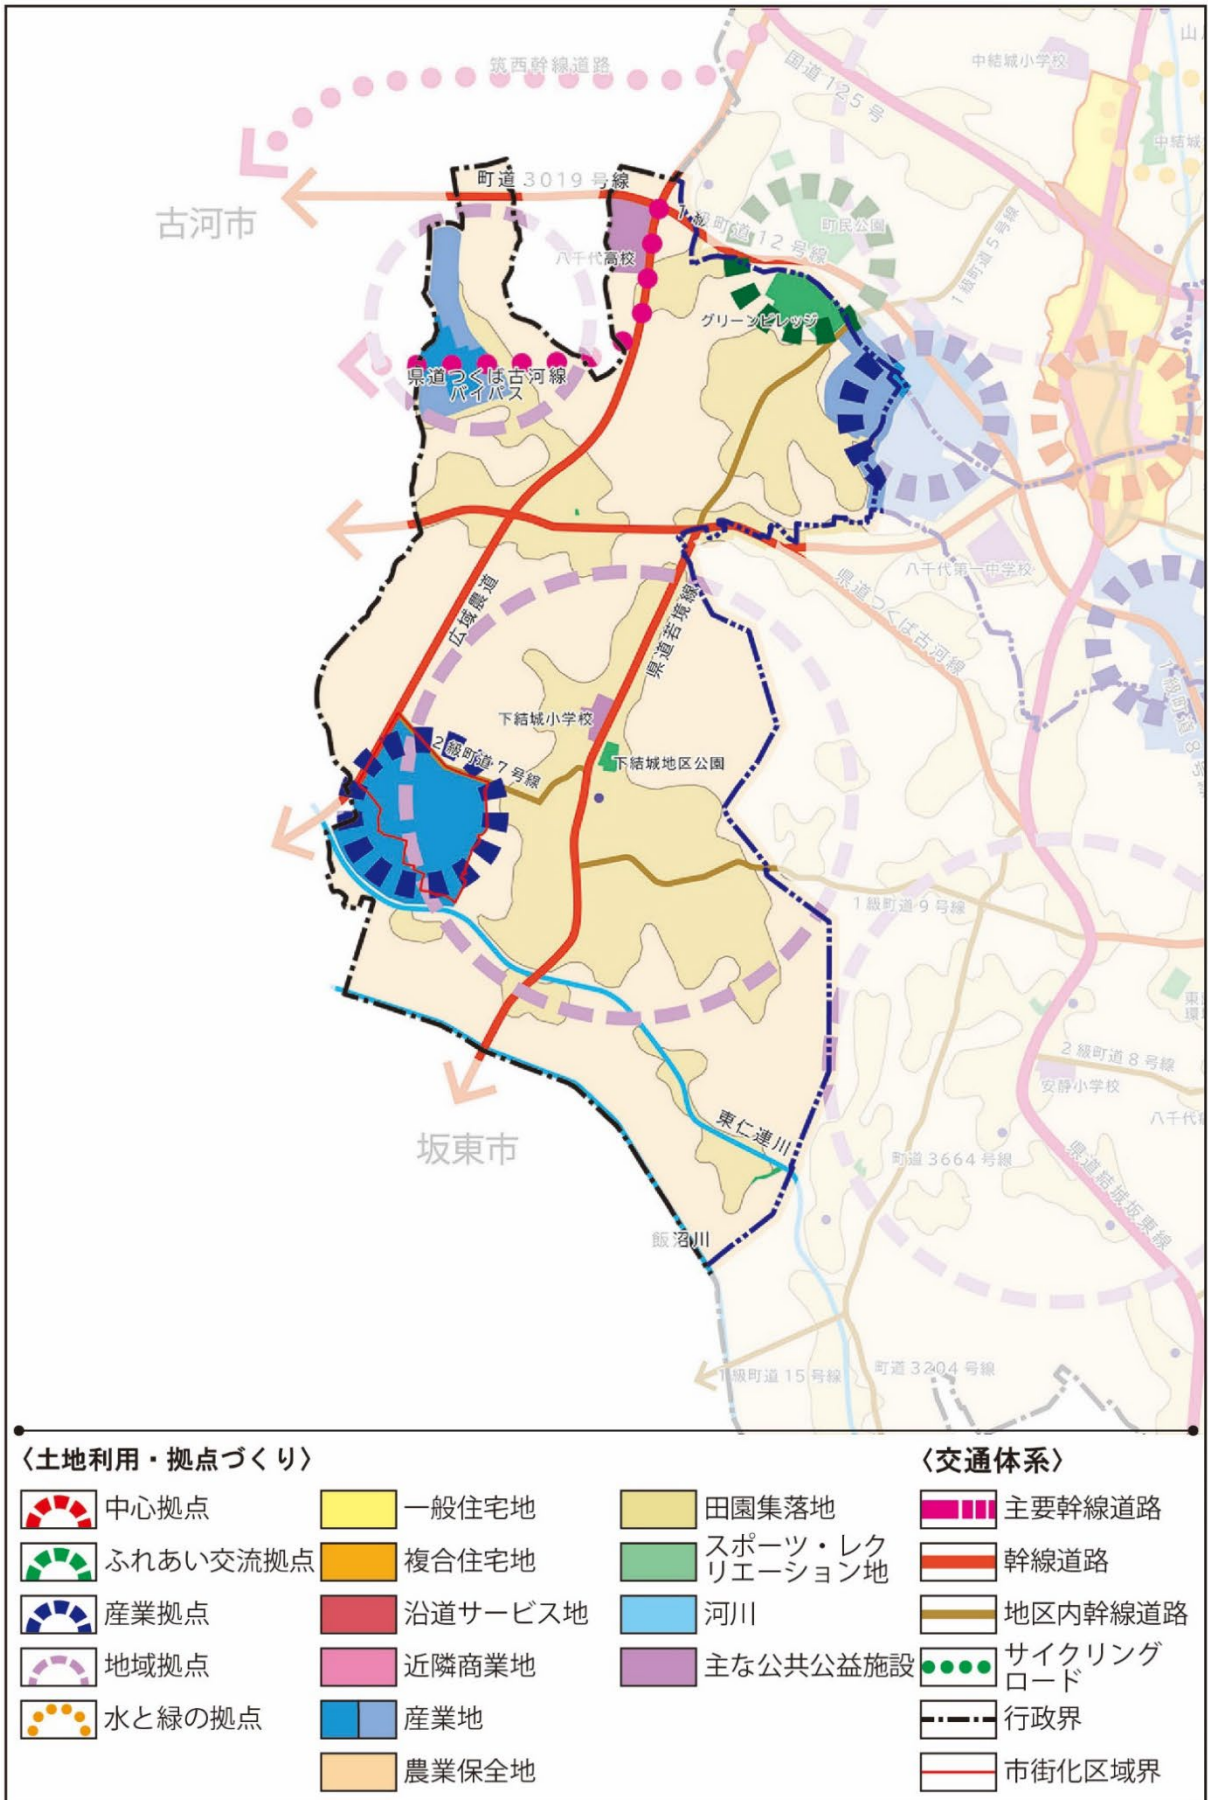 筑西幹線道路
国道125号
中結城小学校
山
中結城
町道3019号線
古河市
1級町道12号線
町民公園
1級町道5号線
八千代高校
グリーンビレッジ
県道つくば古河線
バイパス
八千代第一中学校
県道つくば古河線
広域農道
県道若境線
1級町道8号
下結城小学校
2級町道7号線
下結城地区公園
1級町道9号線
東
環
2級町道8号線
安静小学校
八千代
坂東市
東仁連川
町道3664号線
県道結城坂東線
飯沼川
1級町道15号線
町道3204号線
〈土地利用・拠点づくり〉
中心拠点
ふれあい交流拠点
産業拠点
地域拠点
水と緑の拠点
一般住宅地
複合住宅地
沿道サービス地
近隣商業地
産業地
農業保全地
田園集落地
スポーツ・レク
リエーション地
河川
主な公共公益施設
〈交通体系〉
主要幹線道路
幹線道路
地区内幹線道路
サイクリング
ロード
行政界
市街化区域界